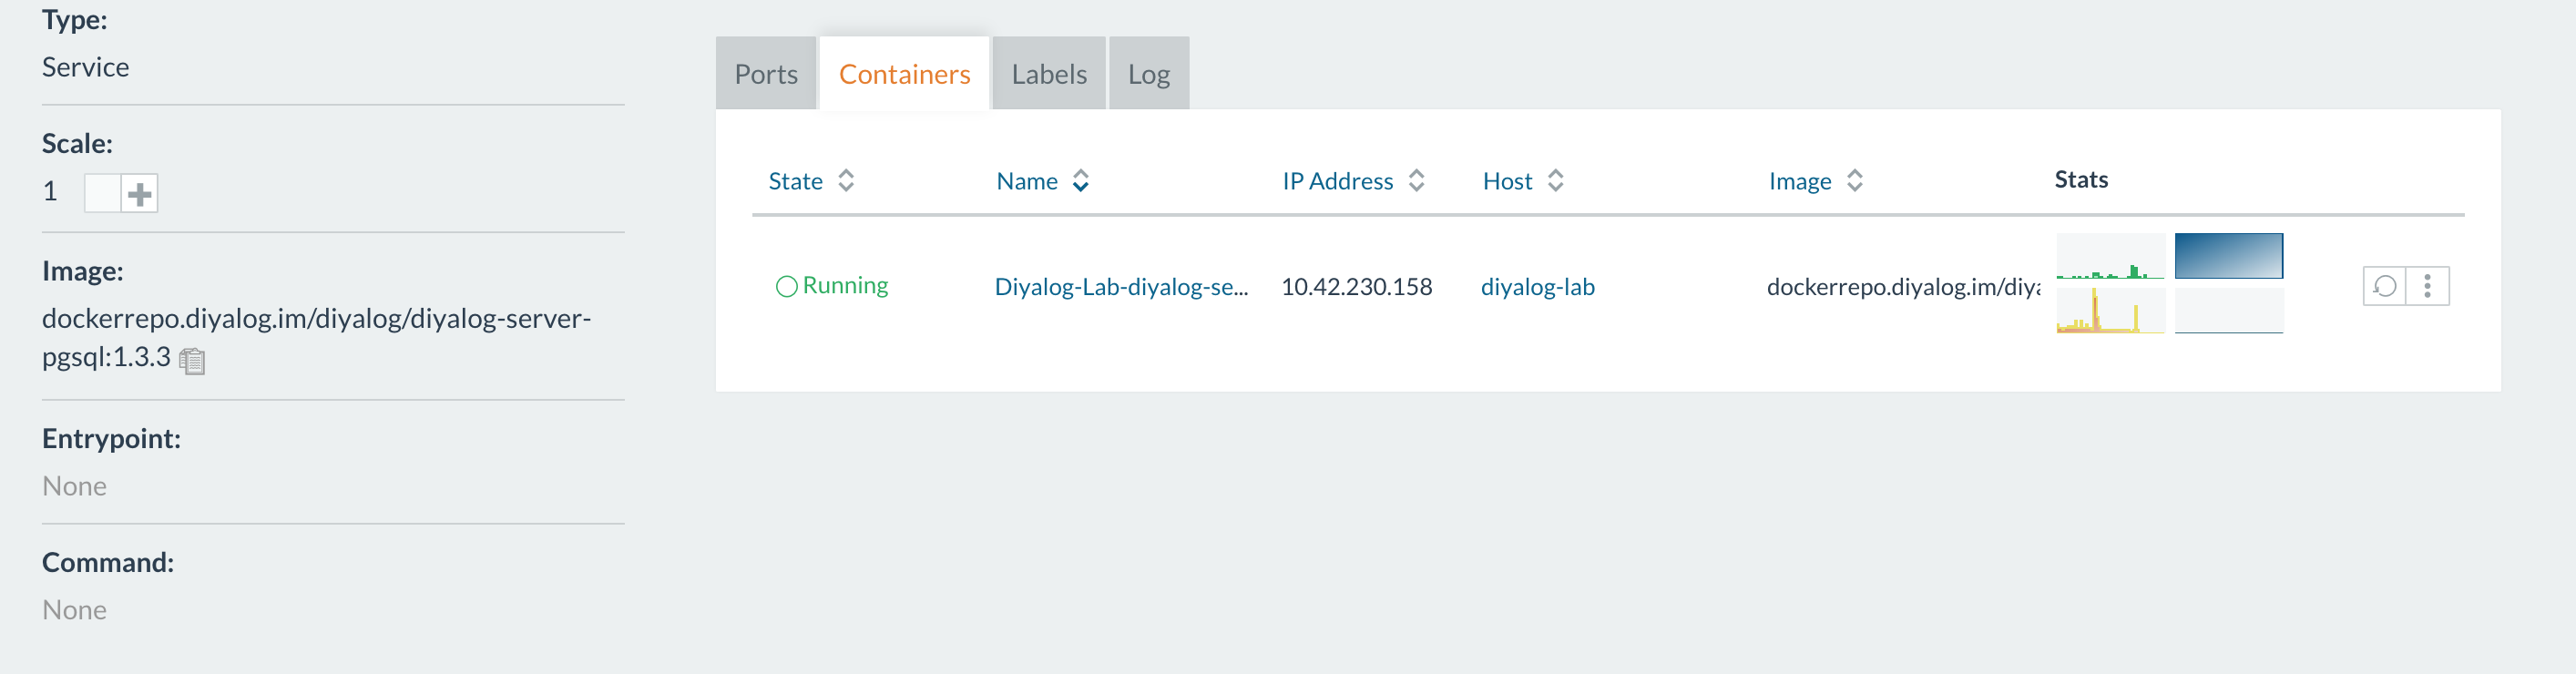 Type:
Service
Scale:
1
Image:
dockerrepo.diyalog.im/diyalog/diyalog-server-
pgsql:1.3.3
Entrypoint:
None
Command:
None
Ports Containers Labels Log
State Name IP Address Host Image Stats
Running Diyalog-Lab-diyalog-se... 10.42.230.158 diyalog-lab dockerrepo.diyalog.im/diya